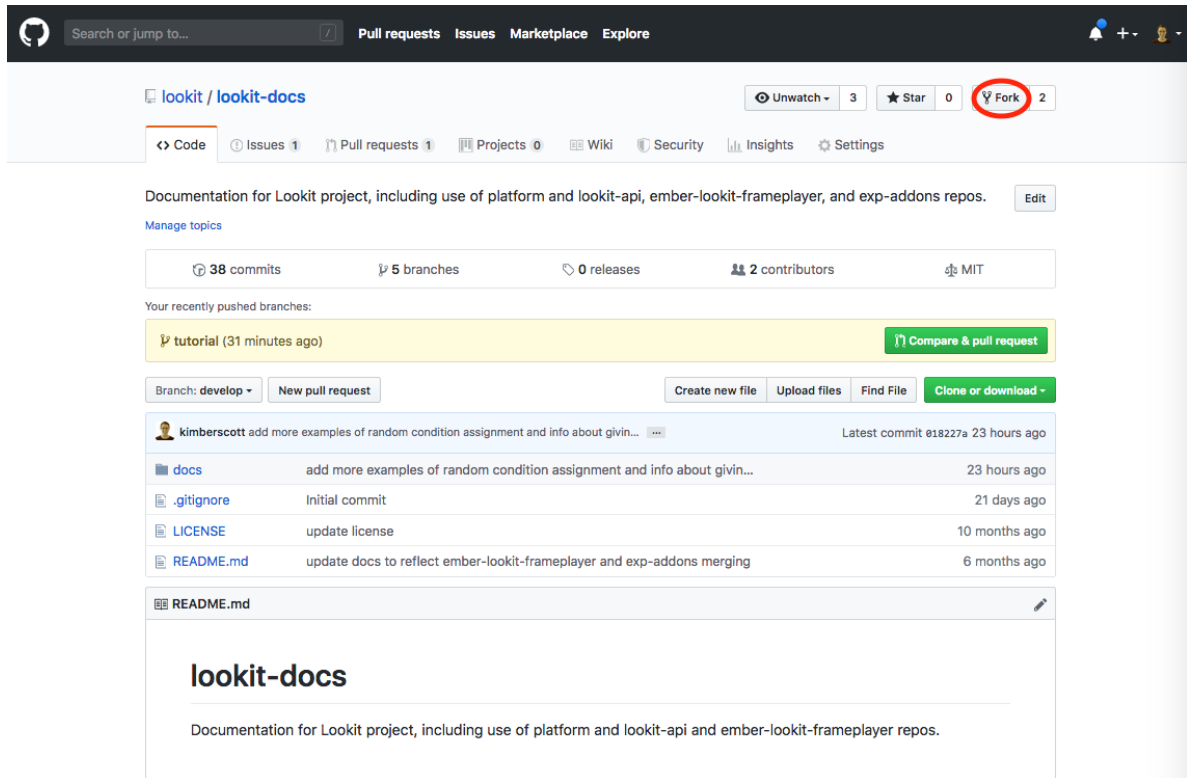 Search or jump to... / Pull requests Issues Marketplace Explore
lookit / lookit-docs Unwatch 3 Star 0 Fork 2
Code Issues 1 Pull requests 1 Projects 0 Wiki Security Insights Settings
Documentation for Lookit project, including use of platform and lookit-api, ember-lookit-frameplayer, and exp-addons repos. Edit
Manage topics
38 commits 5 branches 0 releases 2 contributors MIT
Your recently pushed branches:
tutorial (31 minutes ago) Compare & pull request
Branch: develop New pull request Create new file Upload files Find File Clone or download
kimberscott add more examples of random condition assignment and info about givin... ... Latest commit 018227a 23 hours ago
docs add more examples of random condition assignment and info about givin... 23 hours ago
.gitignore Initial commit 21 days ago
LICENSE update license 10 months ago
README.md update docs to reflect ember-lookit-frameplayer and exp-addons merging 6 months ago
README.md
lookit-docs
Documentation for Lookit project, including use of platform and lookit-api and ember-lookit-frameplayer repos.